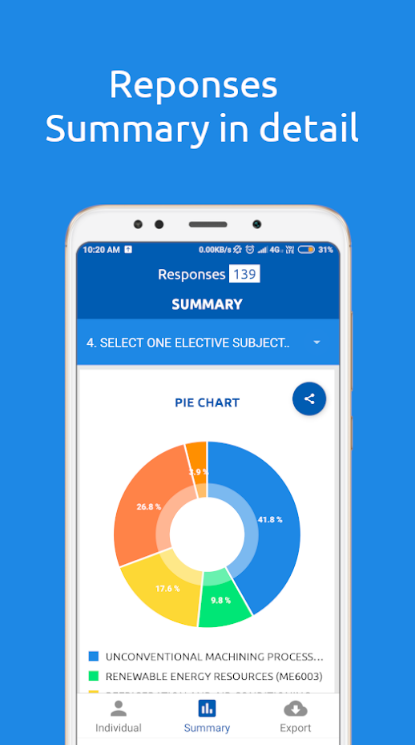 Reponses
Summary in detail
10:20 AM
0.00KB/s 4G 31%
Responses 139
SUMMARY
4. SELECT ONE ELECTIVE SUBJECT..
PIE CHART
3.9 %
26.8 %
41.8 %
17.6 %
9.8 %
UNCONVENTIONAL MACHINING PROCESS...
RENEWABLE ENERGY RESOURCES (ME6003)
Individual
Summary
Export